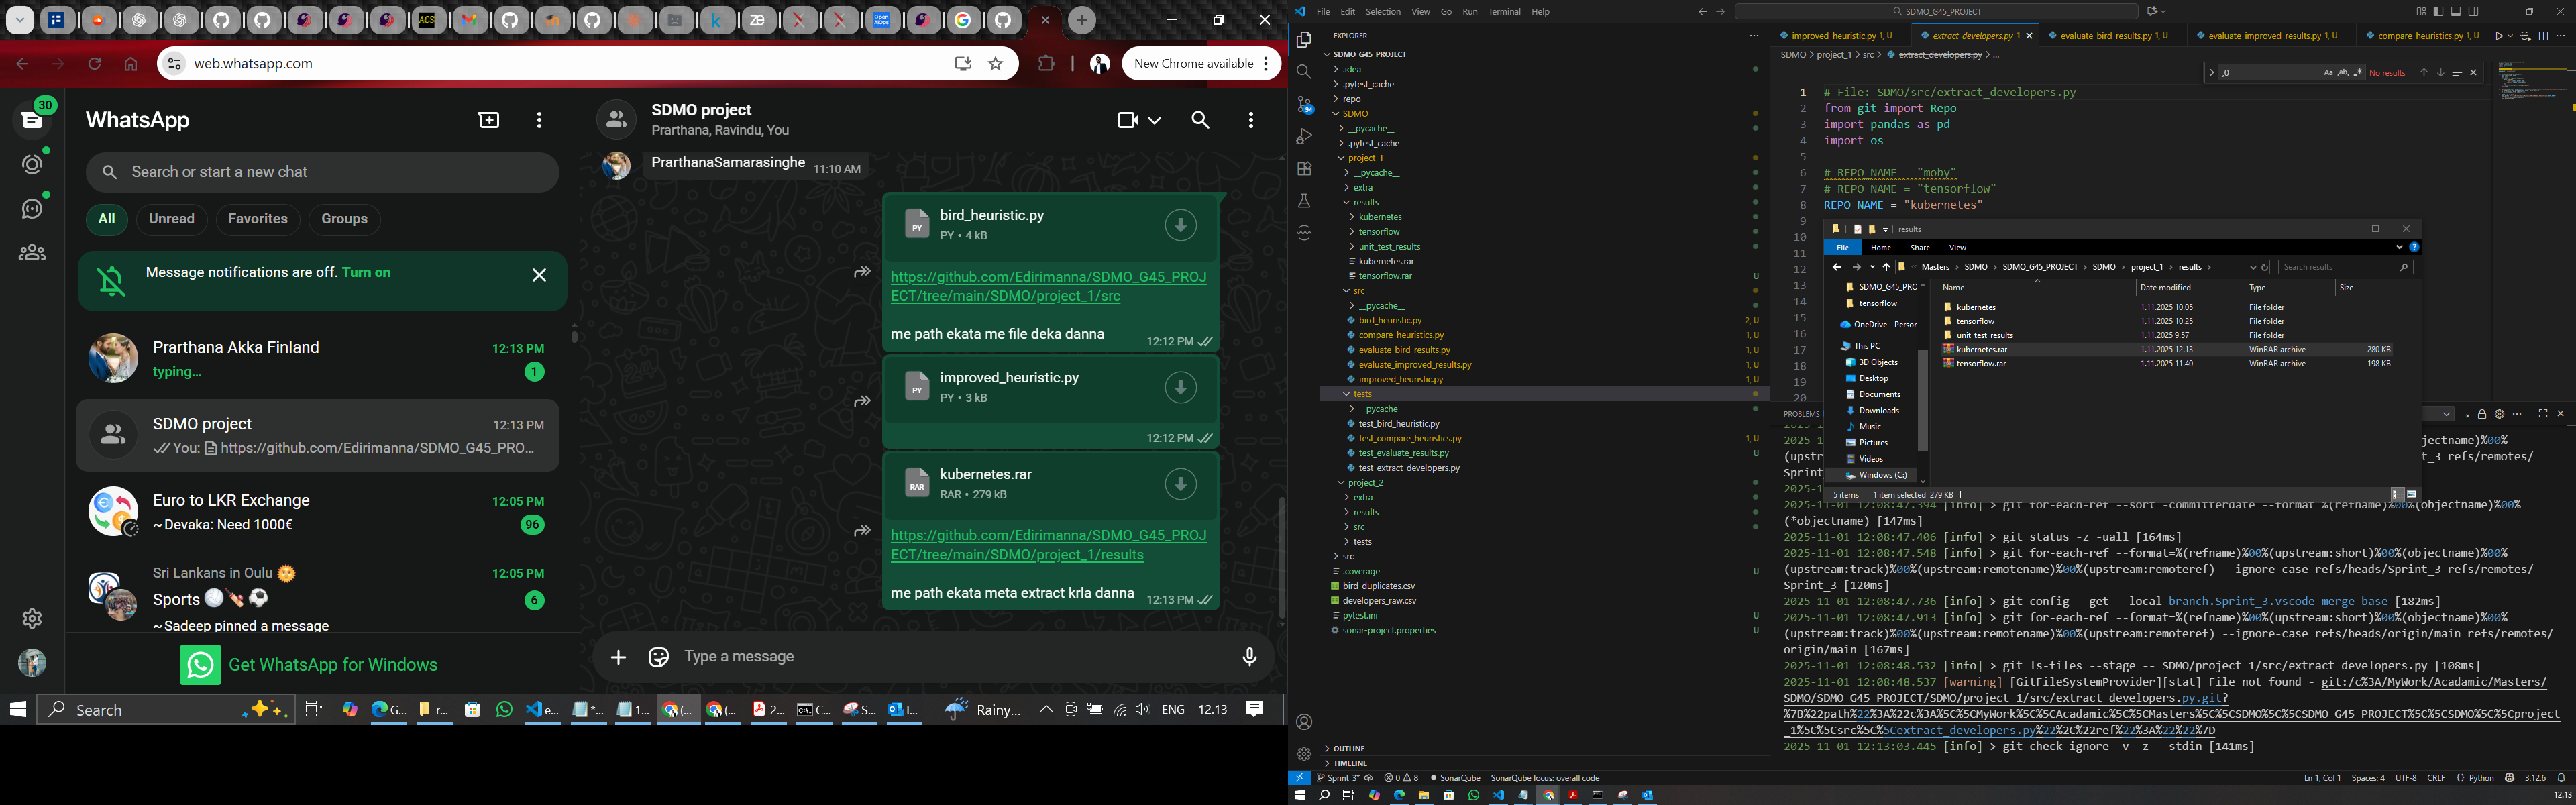 web.whatsapp.com
New Chrome available
30
WhatsApp
Search or start a new chat
All
Unread
Favorites
Groups
Message notifications are off. Turn on
Prarthana Akka Finland
12:13 PM
typing...
1
SDMO project
12:13 PM
You: https://github.com/Edirimanna/SDMO_G45_PRO...
Euro to LKR Exchange
12:05 PM
~ Devaka: Need 1000€
96
Sri Lankans in Oulu 🌞
12:05 PM
Sports 🏐🏏⚽
6
~ Sadeep pinned a message
Get WhatsApp for Windows
SDMO project
Prarthana, Ravindu, You
PrarthanaSamarasinghe
11:10 AM
bird_heuristic.py
PY • 4 kB
https://github.com/Edirimanna/SDMO_G45_PROJ
ECT/tree/main/SDMO/project_1/src
me path ekata me file deka danna
12:12 PM
improved_heuristic.py
PY • 3 kB
12:12 PM
kubernetes.rar
RAR • 279 kB
https://github.com/Edirimanna/SDMO_G45_PROJ
ECT/tree/main/SDMO/project_1/results
me path ekata meta extract krla danna
12:13 PM
Type a message
Search
G...
r...
e...
*...
1...
(...
(...
2...
C...
S...
I...
Rainy...
ENG
12.13
File Edit Selection View Go Run Terminal Help
SDMO_G45_PROJECT
EXPLORER
SDMO_G45_PROJECT
.idea
.pytest_cache
repo
SDMO
__pycache__
.pytest_cache
project_1
__pycache__
extra
results
kubernetes
tensorflow
unit_test_results
kubernetes.rar
tensorflow.rar U
src
__pycache__
bird_heuristic.py 2, U
compare_heuristics.py 1, U
evaluate_bird_results.py 1, U
evaluate_improved_results.py 1, U
improved_heuristic.py 1, U
tests
__pycache__
test_bird_heuristic.py
test_compare_heuristics.py 1, U
test_evaluate_results.py U
test_extract_developers.py
project_2
extra
results
src
tests
src
.coverage U
bird_duplicates.csv
developers_raw.csv
pytest.ini U
sonar-project.properties U
OUTLINE
TIMELINE
improved_heuristic.py 1, U
extract_developers.py 1
evaluate_bird_results.py 1, U
evaluate_improved_results.py 1, U
compare_heuristics.py 1, U
SDMO > project_1 > src > extract_developers.py > ...
,0
Aa
ab
No results
1 # File: SDMO/src/extract_developers.py
2 from git import Repo
3 import pandas as pd
4 import os
5
6 # REPO_NAME = "moby"
7 # REPO_NAME = "tensorflow"
8 REPO_NAME = "kubernetes"
9
10
11
12
13
14
15
16
17
18
19
20
results
File Home Share View
Masters > SDMO > SDMO_G45_PROJECT > SDMO > project_1 > results >
Search results
SDMO_G45_PRO
tensorflow
OneDrive - Person
This PC
3D Objects
Desktop
Documents
Downloads
Music
Pictures
Videos
Windows (C:)
Name Date modified Type Size
kubernetes 1.11.2025 10.05 File folder
tensorflow 1.11.2025 10.25 File folder
unit_test_results 1.11.2025 9.57 File folder
kubernetes.rar 1.11.2025 12.13 WinRAR archive 280 KB
tensorflow.rar 1.11.2025 11.40 WinRAR archive 198 KB
5 items 1 item selected 279 KB
PROBLEMS
2025-11-01 12:08:47.394 [info] > git for-each-ref --sort -committerdate --format %(refname)%00%(objectname)%00%
(*objectname) [147ms]
2025-11-01 12:08:47.406 [info] > git status -z -uall [164ms]
2025-11-01 12:08:47.548 [info] > git for-each-ref --format=%(refname)%00%(upstream:short)%00%(objectname)%00%
(upstream:track)%00%(upstream:remotename)%00%(upstream:remoteref) --ignore-case refs/heads/Sprint_3 refs/remotes/
Sprint_3 [120ms]
2025-11-01 12:08:47.736 [info] > git config --get --local branch.Sprint_3.vscode-merge-base [182ms]
2025-11-01 12:08:47.913 [info] > git for-each-ref --format=%(refname)%00%(upstream:short)%00%(objectname)%00%
(upstream:track)%00%(upstream:remotename)%00%(upstream:remoteref) --ignore-case refs/heads/origin/main refs/remotes/
origin/main [167ms]
2025-11-01 12:08:48.532 [info] > git ls-files --stage -- SDMO/project_1/src/extract_developers.py [108ms]
2025-11-01 12:08:48.537 [warning] [GitFileSystemProvider][stat] File not found - git:/c%3A/MyWork/Acadamic/Masters/
SDMO/SDMO_G45_PROJECT/SDMO/project_1/src/extract_developers.py.git?
%7B%22path%22%3A%22c%3A%5C%5CMyWork%5C%5CAcadamic%5C%5CMasters%5C%5CSDMO%5C%5CSDMO_G45_PROJECT%5C%5CSDMO%5C%5Cproject
_1%5C%5Csrc%5C%5Cextract_developers.py%22%2C%22ref%22%3A%22%22%7D
2025-11-01 12:13:03.445 [info] > git check-ignore -v -z --stdin [141ms]
Sprint_3* 0 8 SonarQube SonarQube focus: overall code
Ln 1, Col 1 Spaces: 4 UTF-8 CRLF Python 3.12.6
12.13